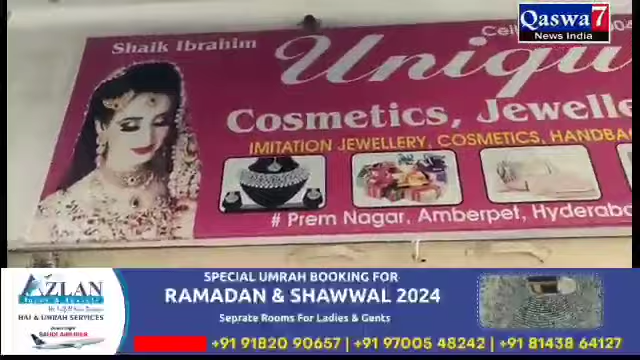 Qaswa7
News India
Shaik Ibrahim
Cell
Uniqu
Cosmetics, Jewelle
IMITATION JEWELLERY, COSMETICS, HANDBA
# Prem Nagar, Amberpet, Hyderaba
AZLAN
HAJ & UMRAH SERVICES
SAUDI AIRLINES
SPECIAL UMRAH BOOKING FOR
RAMADAN & SHAWWAL 2024
Seprate Rooms For Ladies & Gents
+91 91820 90657 | +91 97005 48242 | +91 81438 64127